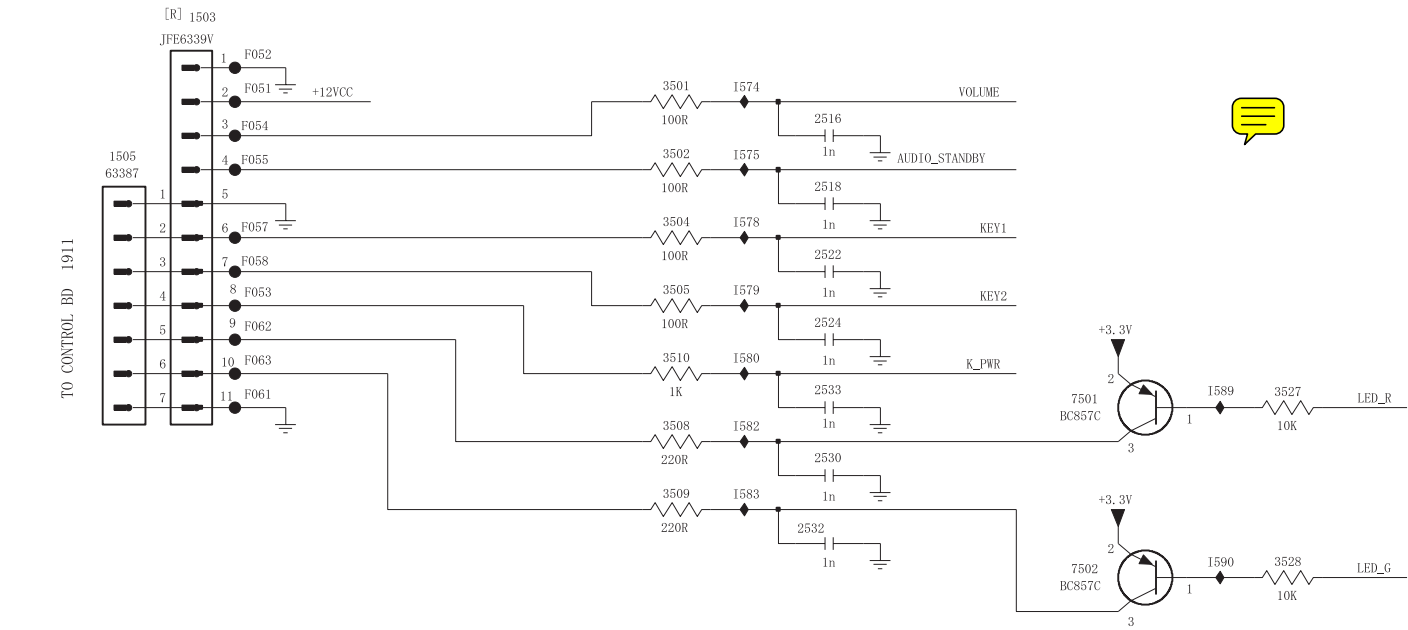 [R] 1503
JFE6339V
1 F052
2 F051 +12VCC
3 F054
4 F055
5
6 F057
7 F058
8 F053
9 F062
10 F063
11 F061
1505
63387
1
2
3
4
5
6
7
TO CONTROL BD 1911
3501 I574 VOLUME
100R
2516
1n
3502 I575 AUDIO_STANDBY
100R
2518
1n
3504 I578 KEY1
100R
2522
1n
3505 I579 KEY2
100R
2524
1n
3510 I580 K_PWR
1K
2533
1n
3508 I582
220R
2530
1n
3509 I583
220R
2532
1n
+3.3V
2
7501
BC857C
1
3
I589 3527 LED_R
10K
+3.3V
2
7502
BC857C
1
3
I590 3528 LED_G
10K